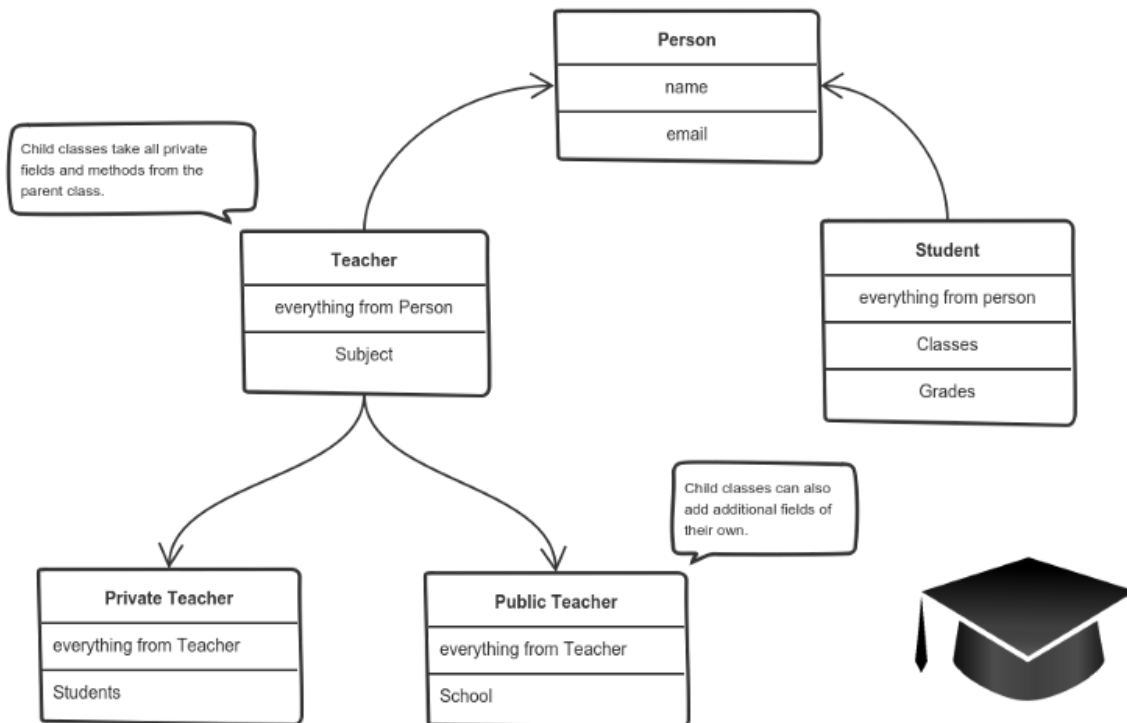 Person
name
email
Child classes take all private
fields and methods from the
parent class.
Teacher
everything from Person
Subject
Student
everything from person
Classes
Grades
Child classes can also
add additional fields of
their own.
Private Teacher
everything from Teacher
Students
Public Teacher
everything from Teacher
School